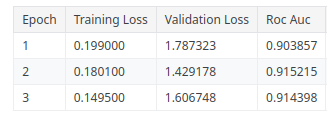 Epoch Training Loss Validation Loss Roc Auc
1 0.199000 1.787323 0.903857
2 0.180100 1.429178 0.915215
3 0.149500 1.606748 0.914398